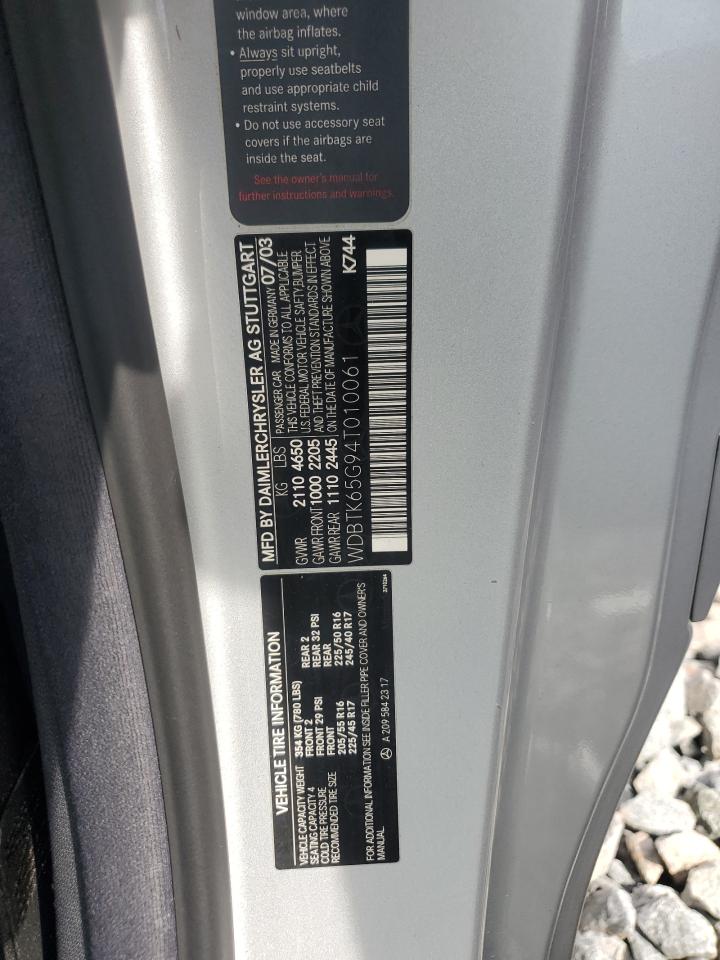 window area, where
the airbag inflates.
• Always sit upright,
properly use seatbelts
and use appropriate child
restraint systems.
• Do not use accessory seat
covers if the airbags are
inside the seat.
See the owner's manual for
further instructions and warnings.
MFD BY DAIMLERCHRYSLER AG STUTTGART
PASSENGER CAR MADE IN GERMANY 07/03
KG LBS
THIS VEHICLE CONFORMS TO ALL APPLICABLE
GVWR 2110 4650
U.S. FEDERAL MOTOR VEHICLE SAFETY,BUMPER
GAWR FRONT 1000 2205
AND THEFT PREVENTION STANDARDS IN EFFECT
GAWR REAR 1110 2445
ON THE DATE OF MANUFACTURE SHOWN ABOVE
WDBTK65G94T010061
K744
VEHICLE TIRE INFORMATION
VEHICLE CAPACITY WEIGHT 354 KG (780 LBS)
SEATING CAPACITY 4 FRONT 2 REAR 2
COLD TIRE PRESSURE FRONT 29 PSI REAR 32 PSI
RECOMMENDED TIRE SIZE FRONT REAR
205/55 R16 225/50 R16
225/45 R17 245/40 R17
FOR ADDITIONAL INFORMATION SEE INSIDE FILLER PIPE COVER AND OWNER'S
MANUAL
A 209 584 23 17